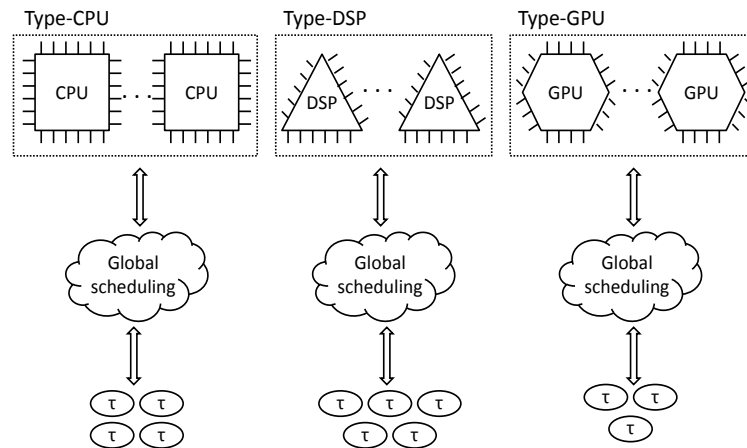 Type-CPU Type-DSP Type-GPU
CPU . . . CPU DSP . . . DSP GPU . . . GPU
Global scheduling
Global scheduling
Global scheduling
τ τ τ τ τ τ τ
τ τ τ τ τ